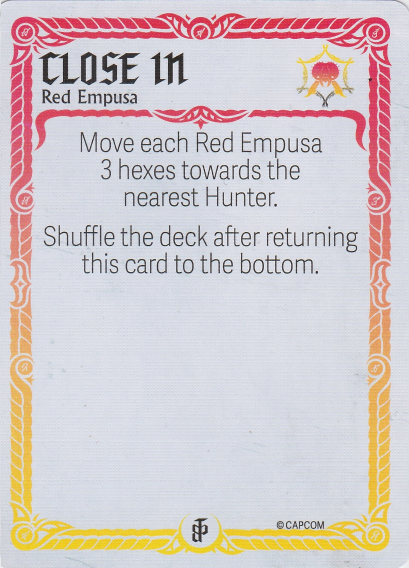 CLOSE IN
Red Empusa
Move each Red Empusa
3 hexes towards the
nearest Hunter.
Shuffle the deck after returning
this card to the bottom.
© CAPCOM